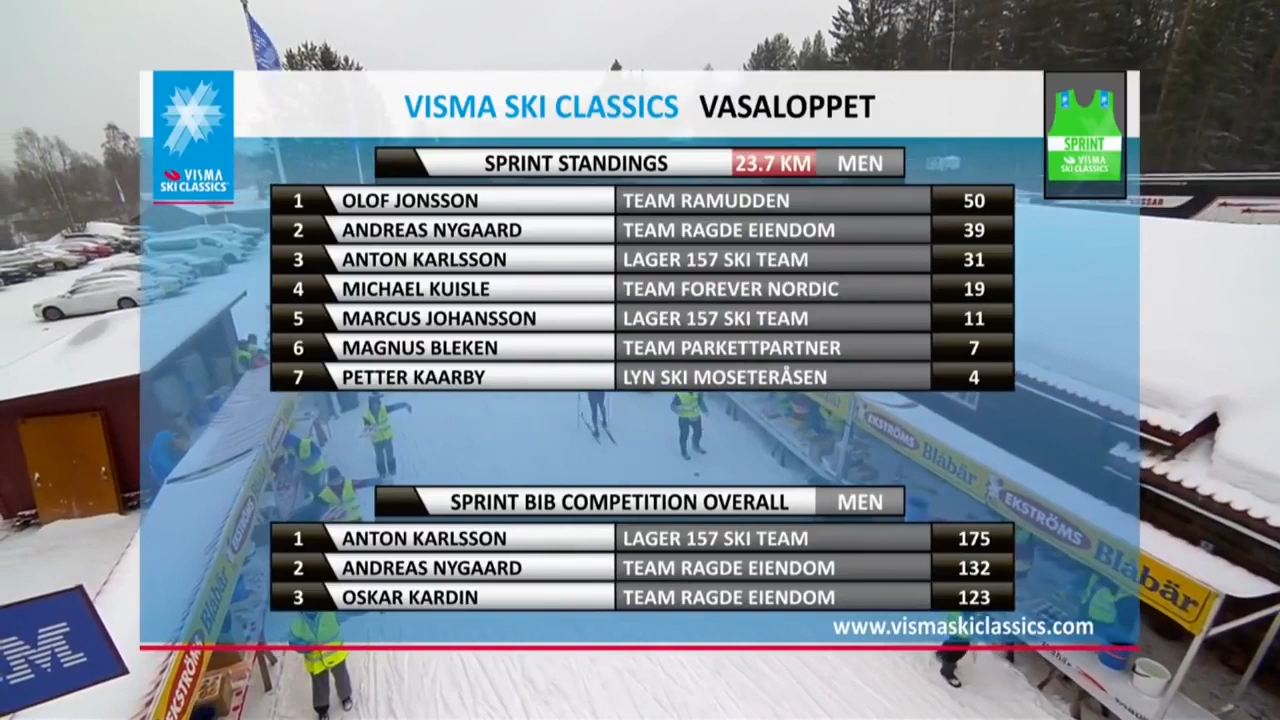 VISMA SKI CLASSICS VASALOPPET
VISMA
SKI CLASSICS
SPRINT
VISMA
SKI CLASSICS
SPRINT STANDINGS 23.7 KM MEN
1 OLOF JONSSON TEAM RAMUDDEN 50
2 ANDREAS NYGAARD TEAM RAGDE EIENDOM 39
3 ANTON KARLSSON LAGER 157 SKI TEAM 31
4 MICHAEL KUISLE TEAM FOREVER NORDIC 19
5 MARCUS JOHANSSON LAGER 157 SKI TEAM 11
6 MAGNUS BLEKEN TEAM PARKETTPARTNER 7
7 PETTER KAARBY LYN SKI MOSETERÅSEN 4
EKSTRÖMS Blåbär EKSTRÖMS Blåbär
SPRINT BIB COMPETITION OVERALL MEN
1 ANTON KARLSSON LAGER 157 SKI TEAM 175
2 ANDREAS NYGAARD TEAM RAGDE EIENDOM 132
3 OSKAR KARDIN TEAM RAGDE EIENDOM 123
www.vismaskiclassics.com
EKSTRÖMS Blåbär EKSTRÖMS
M